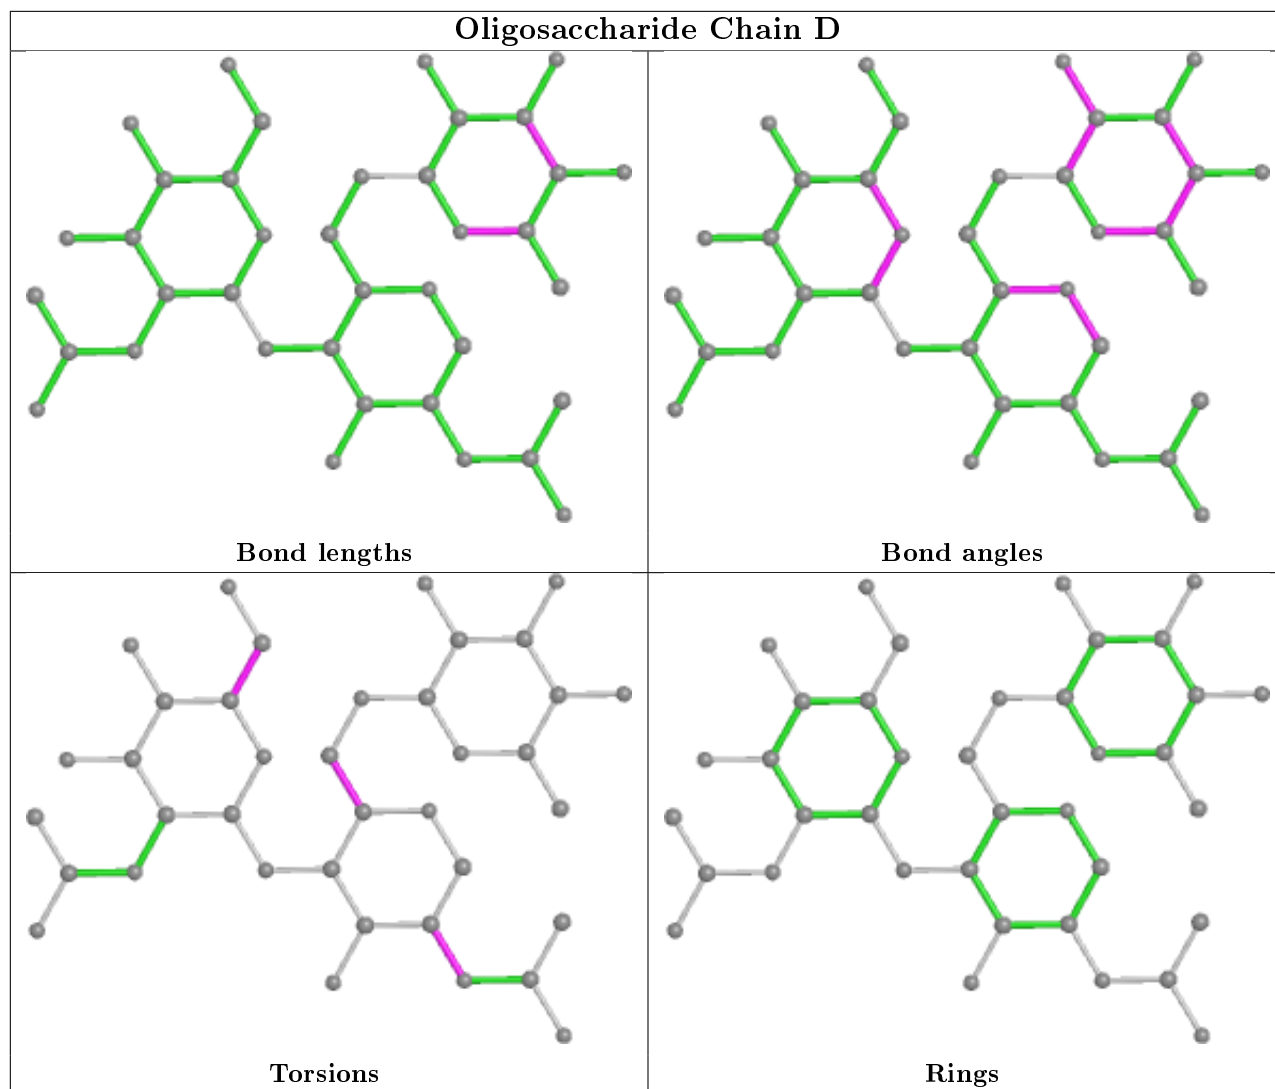 Oligosaccharide Chain D
Bond lengths
Bond angles
Torsions
Rings